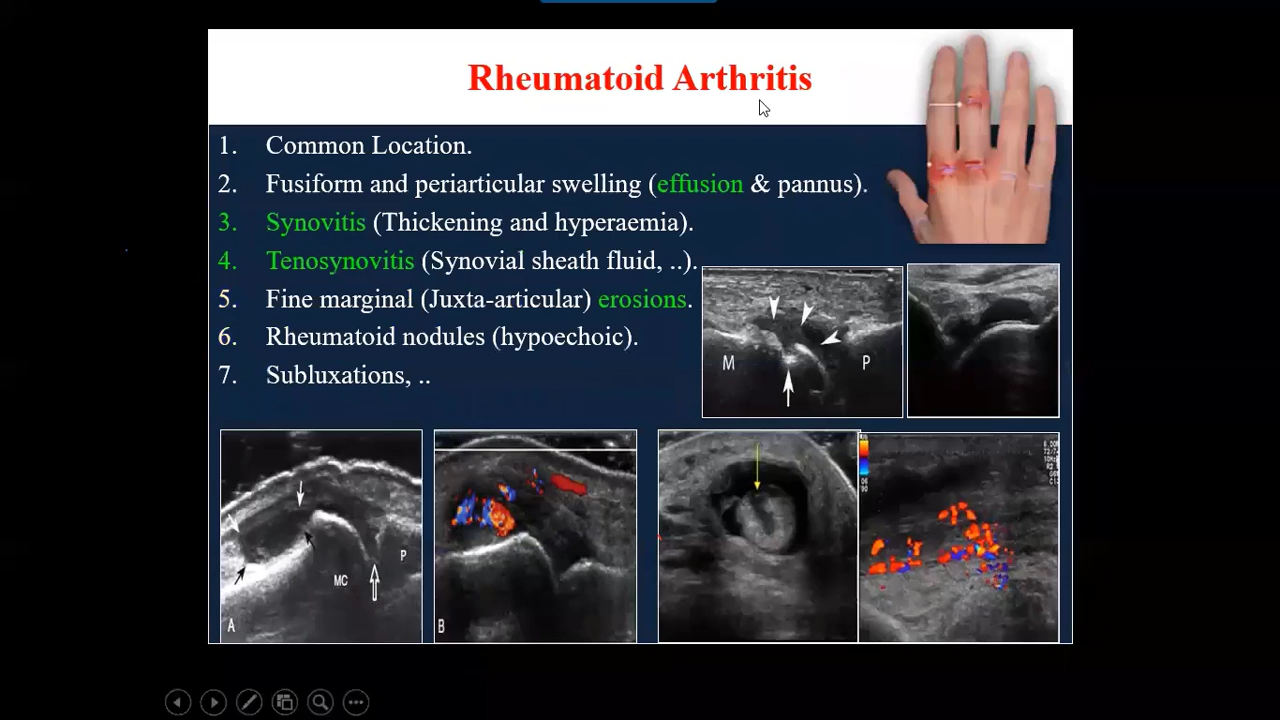 Rheumatoid Arthritis
1. Common Location.
2. Fusiform and periarticular swelling (effusion & pannus).
3. Synovitis (Thickening and hyperaemia).
4. Tenosynovitis (Synovial sheath fluid, ..).
5. Fine marginal (Juxta-articular) erosions.
6. Rheumatoid nodules (hypoechoic).
7. Subluxations, ..
M P
MC P
A
B